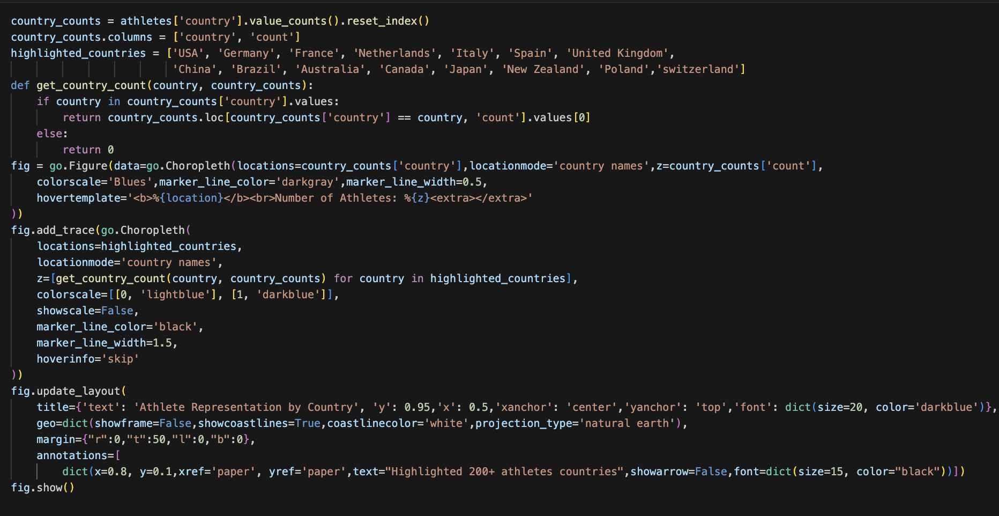 country_counts = athletes['country'].value_counts().reset_index()
country_counts.columns = ['country', 'count']
highlighted_countries = ['USA', 'Germany', 'France', 'Netherlands', 'Italy', 'Spain', 'United Kingdom',
                         'China', 'Brazil', 'Australia', 'Canada', 'Japan', 'New Zealand', 'Poland','switzerland']
def get_country_count(country, country_counts):
    if country in country_counts['country'].values:
        return country_counts.loc[country_counts['country'] == country, 'count'].values[0]
    else:
        return 0
fig = go.Figure(data=go.Choropleth(locations=country_counts['country'],locationmode='country names',z=country_counts['count'],
    colorscale='Blues',marker_line_color='darkgray',marker_line_width=0.5,
    hovertemplate='<b>%{location}</b><br>Number of Athletes: %{z}<extra></extra>'
))
fig.add_trace(go.Choropleth(
    locations=highlighted_countries,
    locationmode='country names',
    z=[get_country_count(country, country_counts) for country in highlighted_countries],
    colorscale=[[0, 'lightblue'], [1, 'darkblue']],
    showscale=False,
    marker_line_color='black',
    marker_line_width=1.5,
    hoverinfo='skip'
))
fig.update_layout(
    title={'text': 'Athlete Representation by Country', 'y': 0.95,'x': 0.5,'xanchor': 'center','yanchor': 'top','font': dict(size=20, color='darkblue')},
    geo=dict(showframe=False,showcoastlines=True,coastlinecolor='white',projection_type='natural earth'),
    margin={"r":0,"t":50,"l":0,"b":0},
    annotations=[
        dict(x=0.8, y=0.1,xref='paper', yref='paper',text="Highlighted 200+ athletes countries",showarrow=False,font=dict(size=15, color="black"))])
fig.show()